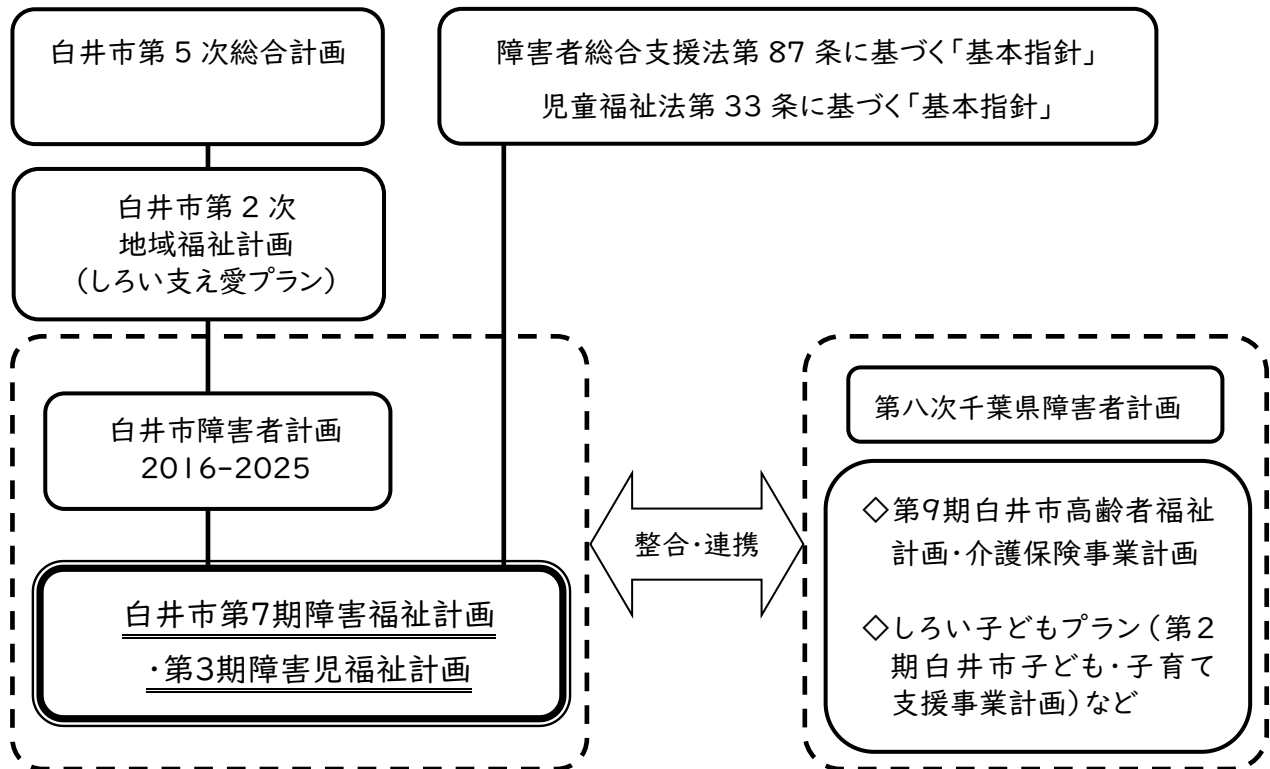 白井市第5次総合計画
障害者総合支援法第87条に基づく「基本指針」
児童福祉法第33条に基づく「基本指針」
白井市第2次
地域福祉計画
(しろい支え愛プラン)
白井市障害者計画
2016-2025
白井市第7期障害福祉計画
・第3期障害児福祉計画
整合・連携
第八次千葉県障害者計画
◇第9期白井市高齢者福祉
計画・介護保険事業計画
◇しろい子どもプラン(第2
期白井市子ども・子育て
支援事業計画)など